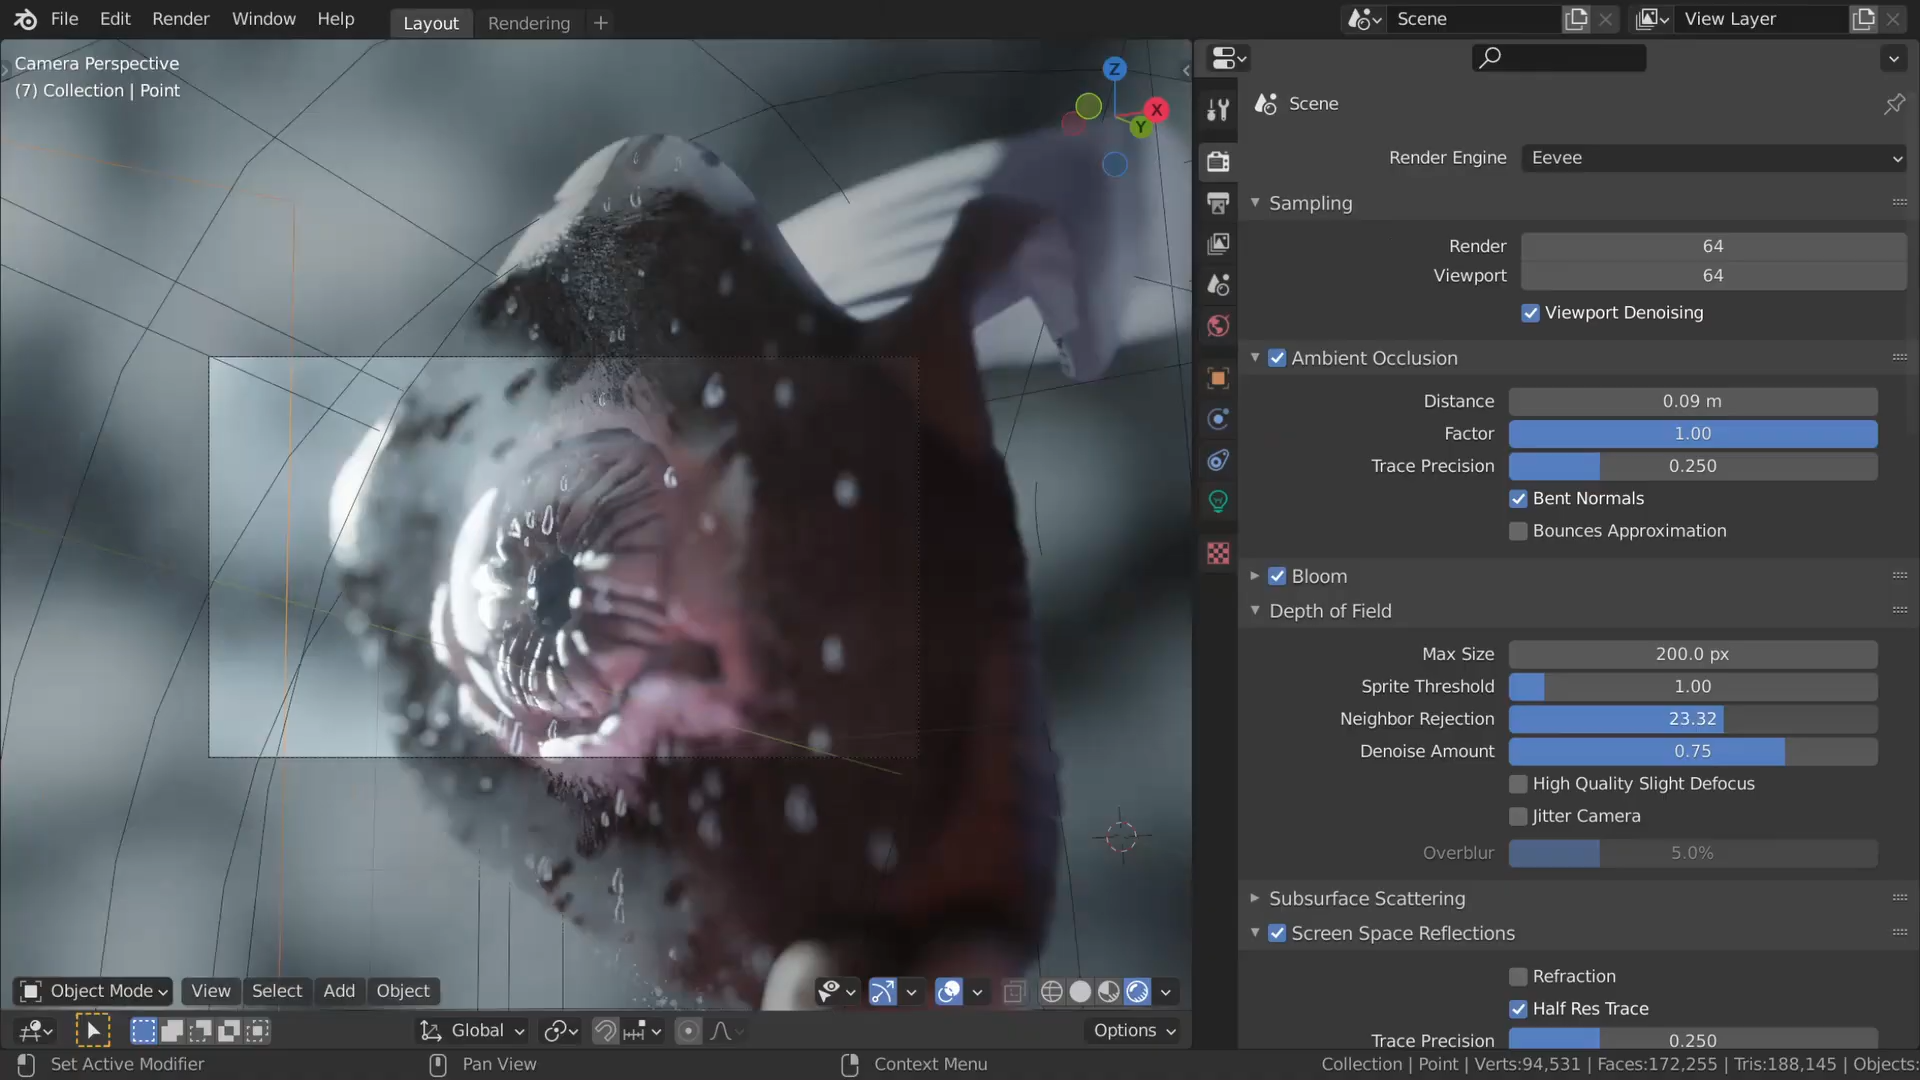 File Edit Render Window Help Layout Rendering + Scene View Layer
Camera Perspective
(7) Collection | Point
Z
X
Y
Scene
Render Engine Eevee
Sampling
Render 64
Viewport 64
Viewport Denoising
Ambient Occlusion
Distance 0.09 m
Factor 1.00
Trace Precision 0.250
Bent Normals
Bounces Approximation
Bloom
Depth of Field
Max Size 200.0 px
Sprite Threshold 1.00
Neighbor Rejection 23.32
Denoise Amount 0.75
High Quality Slight Defocus
Jitter Camera
Overblur 5.0%
Subsurface Scattering
Screen Space Reflections
Refraction
Half Res Trace
Trace Precision 0.250
Object Mode View Select Add Object
Global Options
Set Active Modifier Pan View Context Menu Collection | Point | Verts:94,531 | Faces:172,255 | Tris:188,145 | Objects: